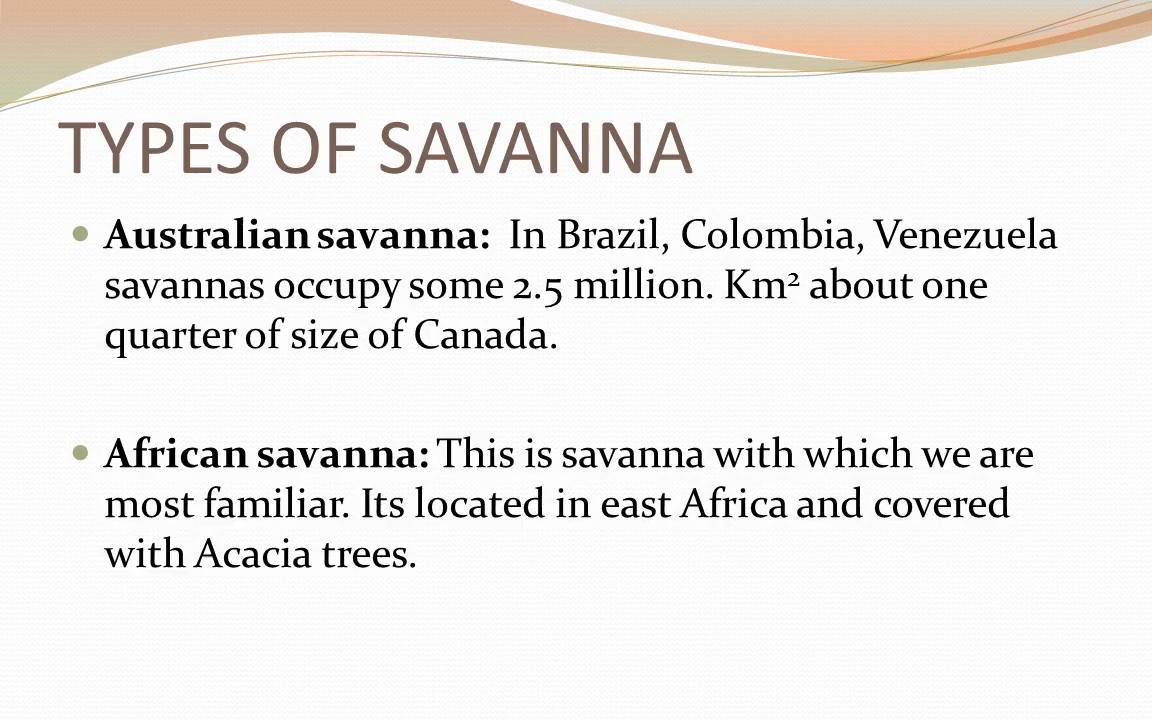 TYPES OF SAVANNA
• Australian savanna: In Brazil, Colombia, Venezuela
savannas occupy some 2.5 million. Km² about one
quarter of size of Canada.
• African savanna: This is savanna with which we are
most familiar. Its located in east Africa and covered
with Acacia trees.